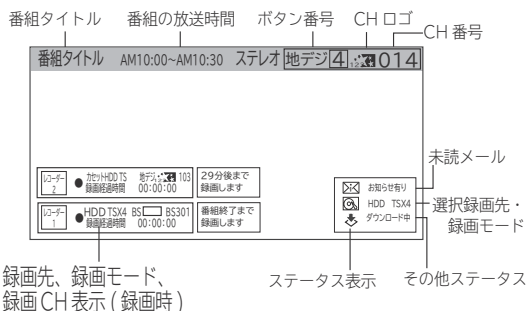 番組タイトル 番組の放送時間 ボタン番号 CH ロゴ
CH 番号
番組タイトル AM10:00~AM10:30 ステレオ 地デジ 4 014
レコーダー 2 ● カセットHDD TS 地デジ 103 29分後まで
録画経過時間 00:00:00 録画します
レコーダー 1 ● HDD TSX4 BS BS301 番組終了まで
録画経過時間 00:00:00 録画します
お知らせ有り
HDD TSX4
ダウンロード中
未読メール
選択録画先・
録画モード
ステータス表示 その他ステータス
録画先、録画モード、
録画 CH 表示 ( 録画時 )